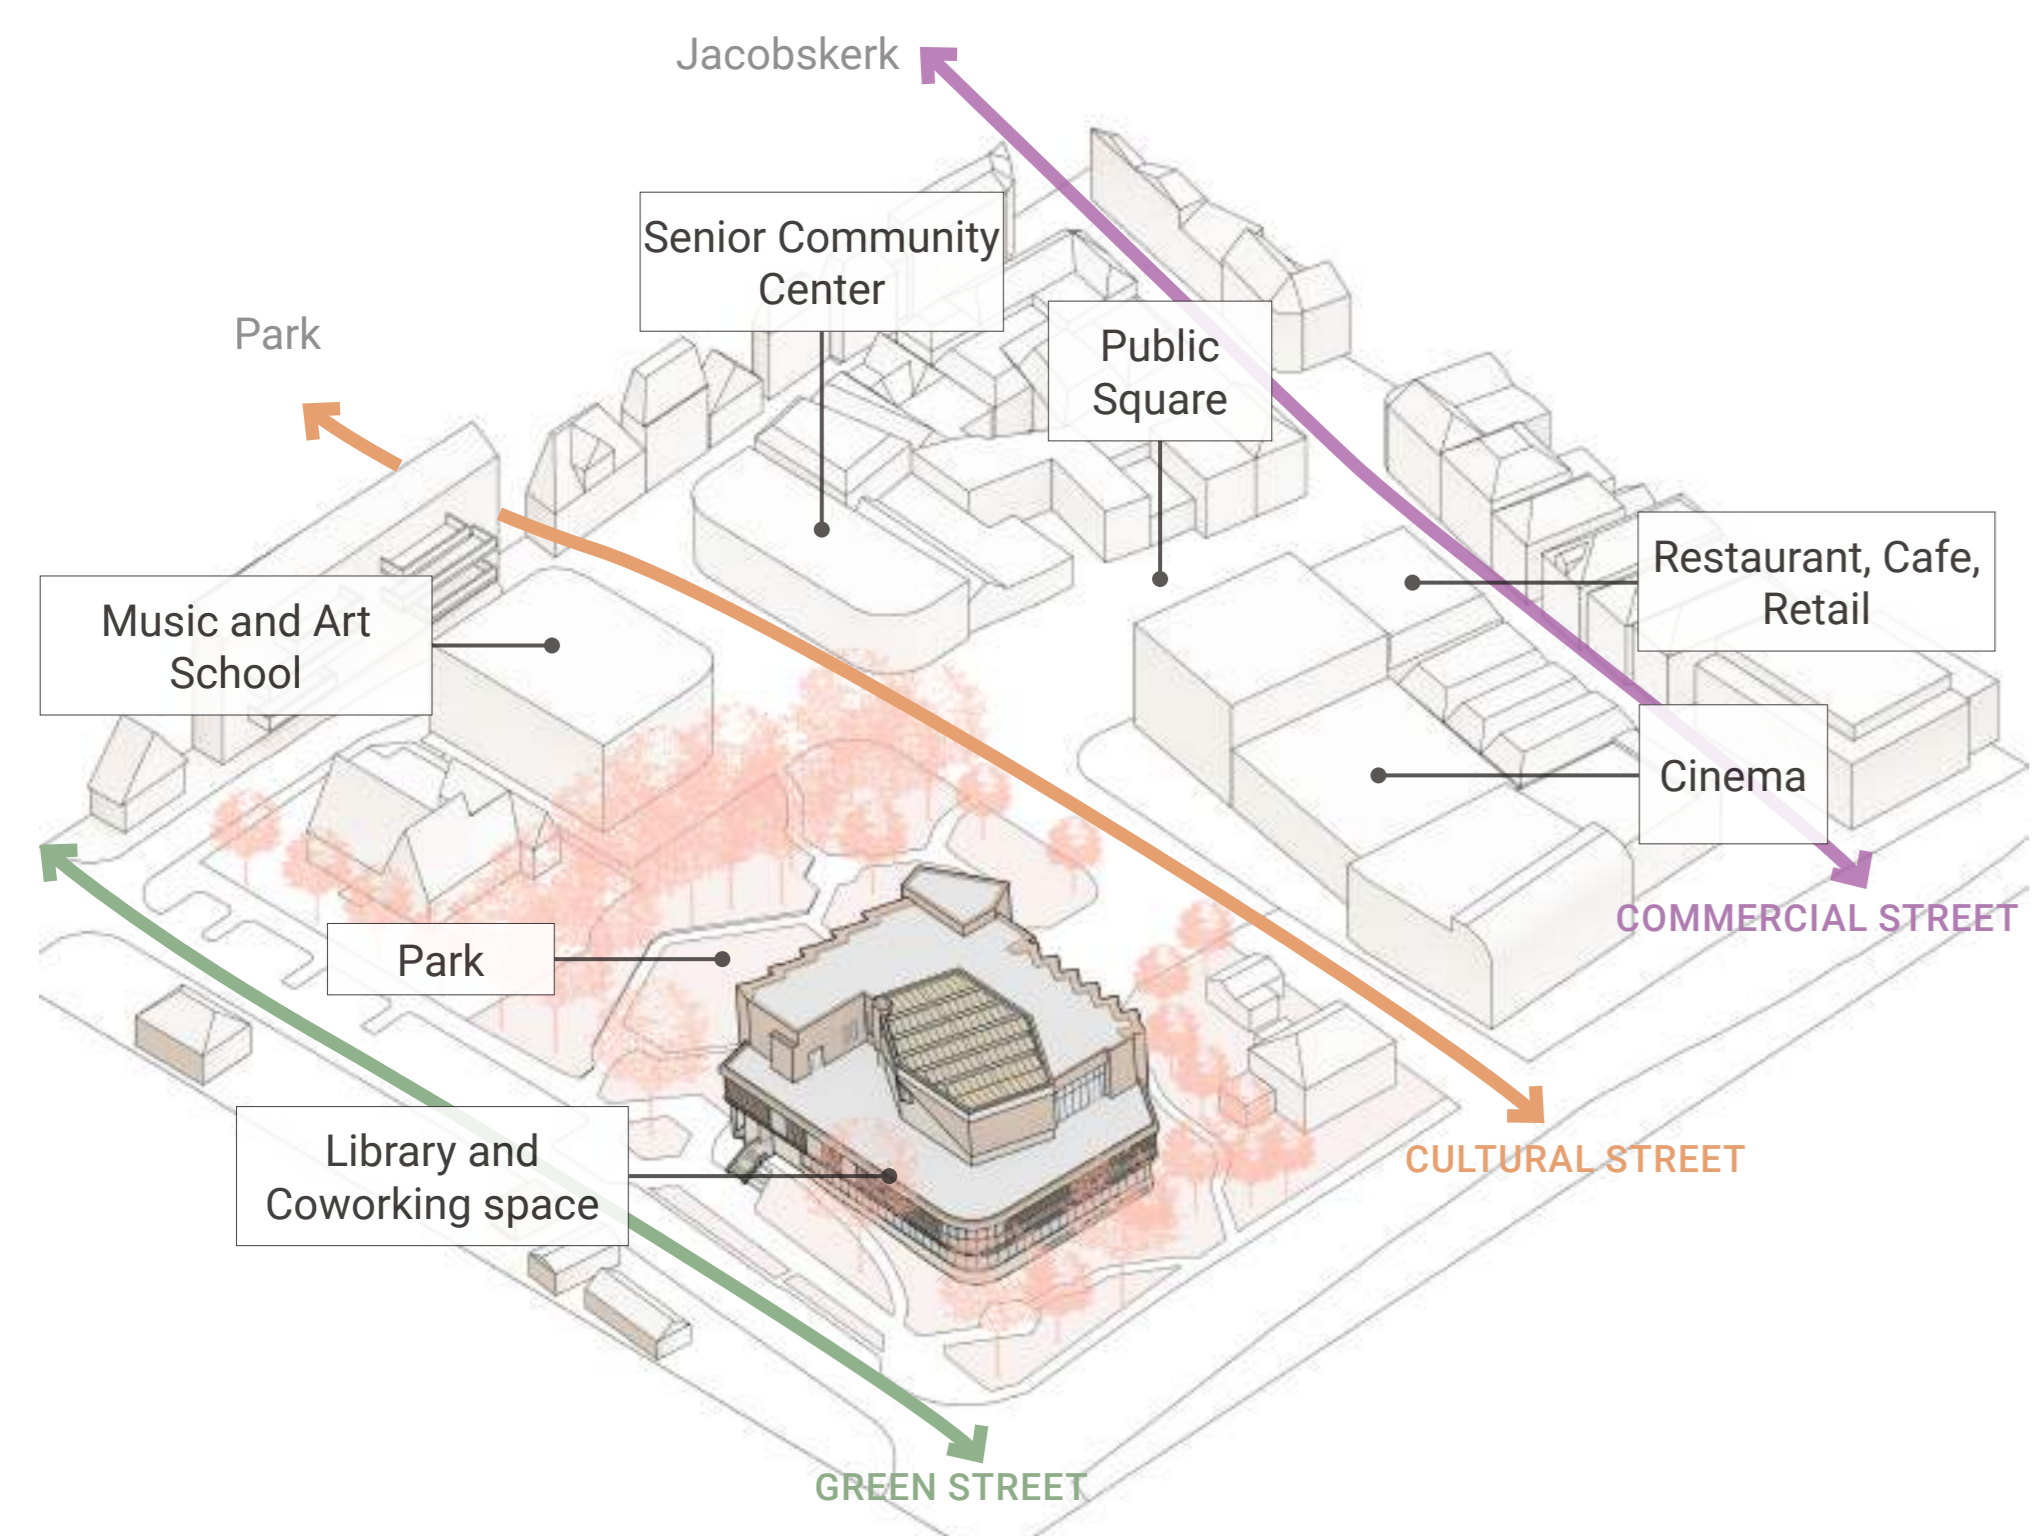 Jacobskerk
Senior Community
Center
Park
Public
Square
Restaurant, Cafe,
Retail
Music and Art
School
Cinema
COMMERCIAL STREET
Park
Library and
Coworking space
CULTURAL STREET
GREEN STREET